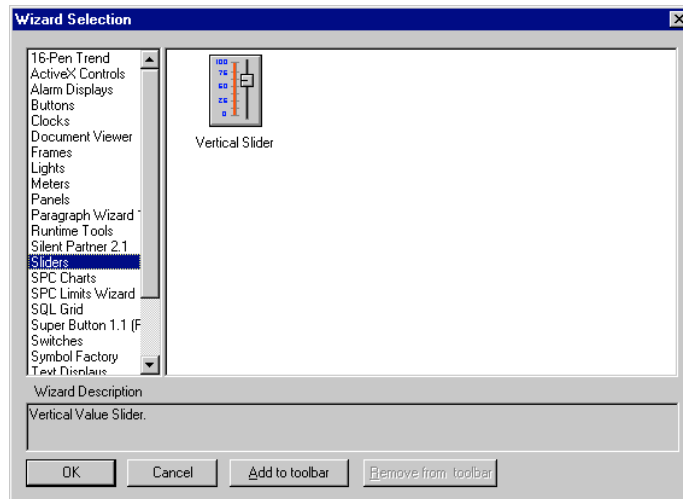 Wizard Selection
16-Pen Trend
ActiveX Controls
Alarm Displays
Buttons
Clocks
Document Viewer
Frames
Lights
Meters
Panels
Paragraph Wizard
Runtime Tools
Silent Partner 2.1
Sliders
SPC Charts
SPC Limits Wizard
SQL Grid
Super Button 1.1 (F
Switches
Symbol Factory
Text Displays
100
75
50
25
0
Vertical Slider
Wizard Description
Vertical Value Slider.
OK
Cancel
Add to toolbar
Remove from toolbar